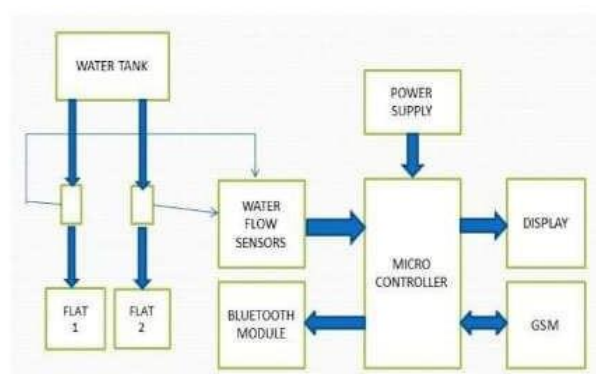 WATER TANK
POWER
SUPPLY
WATER
FLOW
SENSORS
MICRO
CONTROLLER
DISPLAY
FLAT
1
FLAT
2
BLUETOOTH
MODULE
GSM